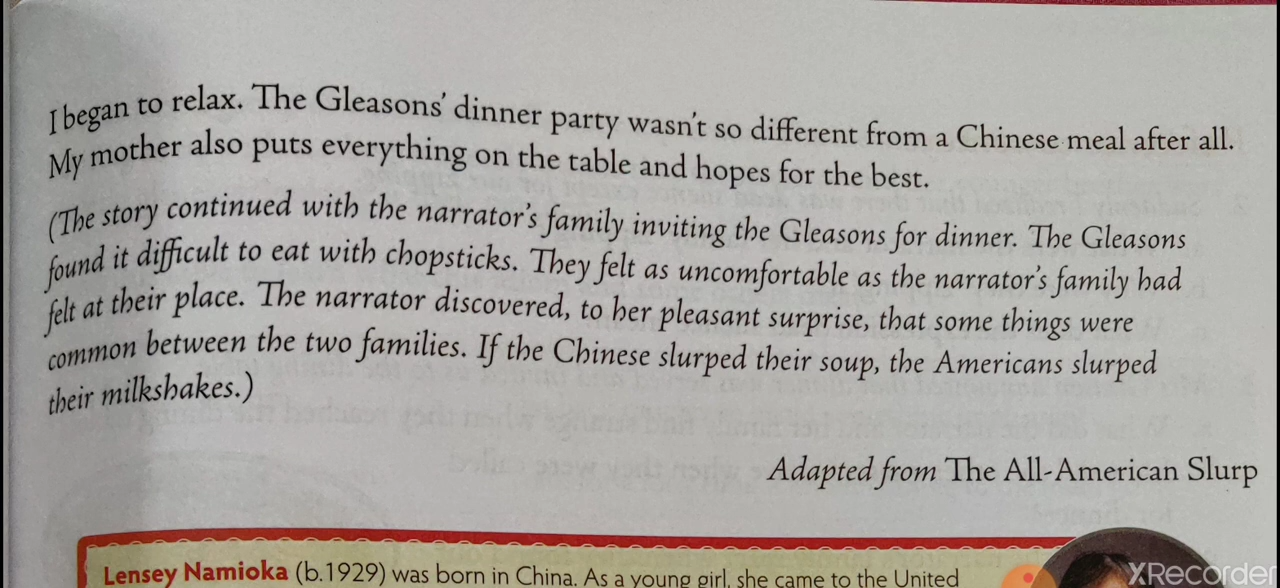 I began to relax. The Gleasons' dinner party wasn't so different from a Chinese meal after all.
My mother also puts everything on the table and hopes for the best.
(The story continued with the narrator's family inviting the Gleasons for dinner. The Gleasons
found it difficult to eat with chopsticks. They felt as uncomfortable as the narrator's family had
felt at their place. The narrator discovered, to her pleasant surprise, that some things were
common between the two families. If the Chinese slurped their soup, the Americans slurped
their milkshakes.)
Adapted from The All-American Slurp
Lensey Namioka (b.1929) was born in China. As a young girl, she came to the United
XRecorder